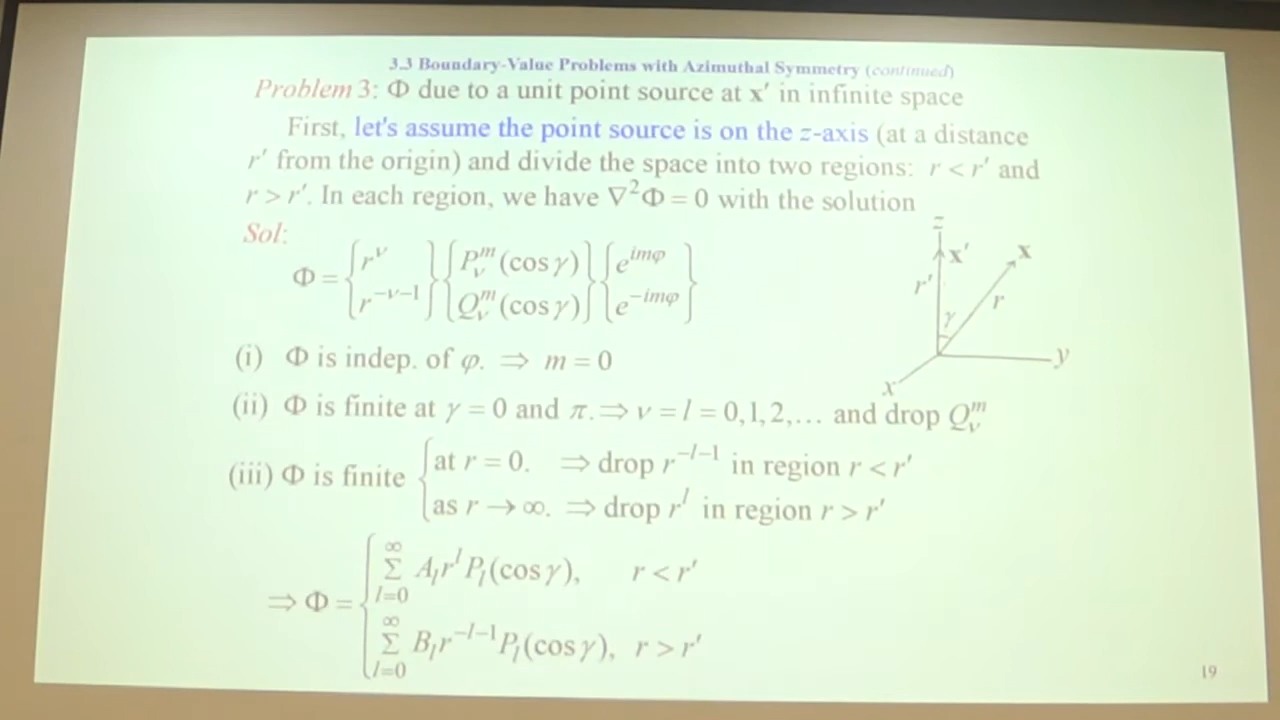 3.3 Boundary-Value Problems with Azimuthal Symmetry (continued)
Problem 3: Φ due to a unit point source at x′ in infinite space
First, let's assume the point source is on the z-axis (at a distance
r′ from the origin) and divide the space into two regions: r < r′ and
r > r′. In each region, we have ∇²Φ = 0 with the solution
Sol:
Φ = { r^ν r^{−ν−1} } { P_ν^m (cos γ) Q_ν^m (cos γ) } { e^{imφ} e^{−imφ} }
z
x′
x
r′
r
γ
y
x
(i) Φ is indep. of φ. ⇒ m = 0
(ii) Φ is finite at γ = 0 and π. ⇒ ν = l = 0, 1, 2, … and drop Q_ν^m
(iii) Φ is finite { at r = 0. ⇒ drop r^{−l−1} in region r < r′
as r → ∞. ⇒ drop r^l in region r > r′
⇒ Φ = { ∑_{l=0}^{∞} A_l r^l P_l(cos γ), r < r′
∑_{l=0}^{∞} B_l r^{−l−1} P_l(cos γ), r > r′
19